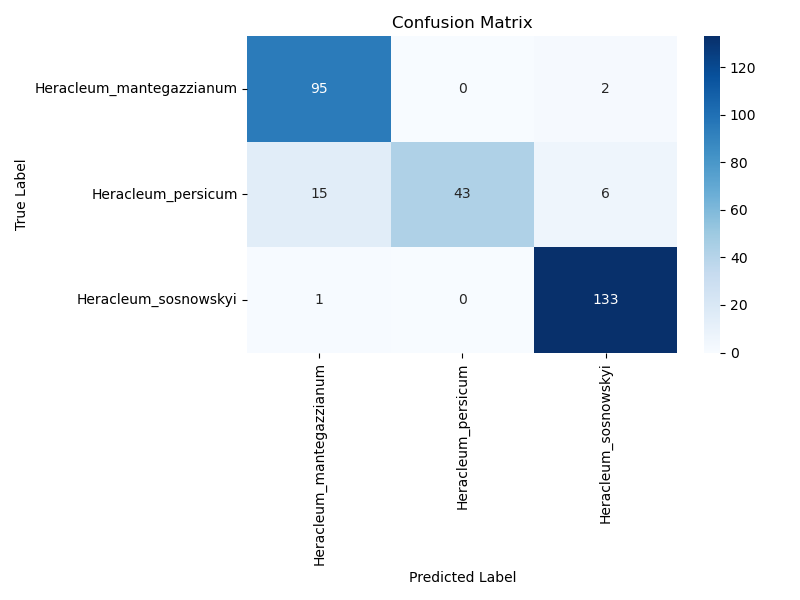 Confusion Matrix
True Label
Heracleum_mantegazzianum
95 0 2
Heracleum_persicum
15 43 6
Heracleum_sosnowskyi
1 0 133
Heracleum_mantegazzianum
Heracleum_persicum
Heracleum_sosnowskyi
Predicted Label
120
100
80
60
40
20
0